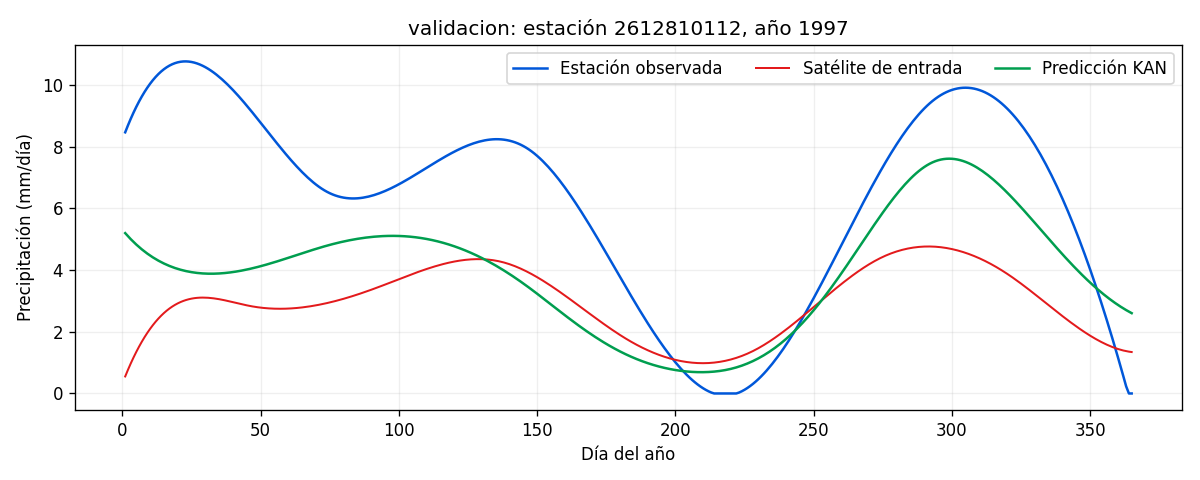 validacion: estación 2612810112, año 1997
Estación observada
Satélite de entrada
Predicción KAN
Precipitación (mm/día)
10
8
6
4
2
0
0 50 100 150 200 250 300 350
Día del año